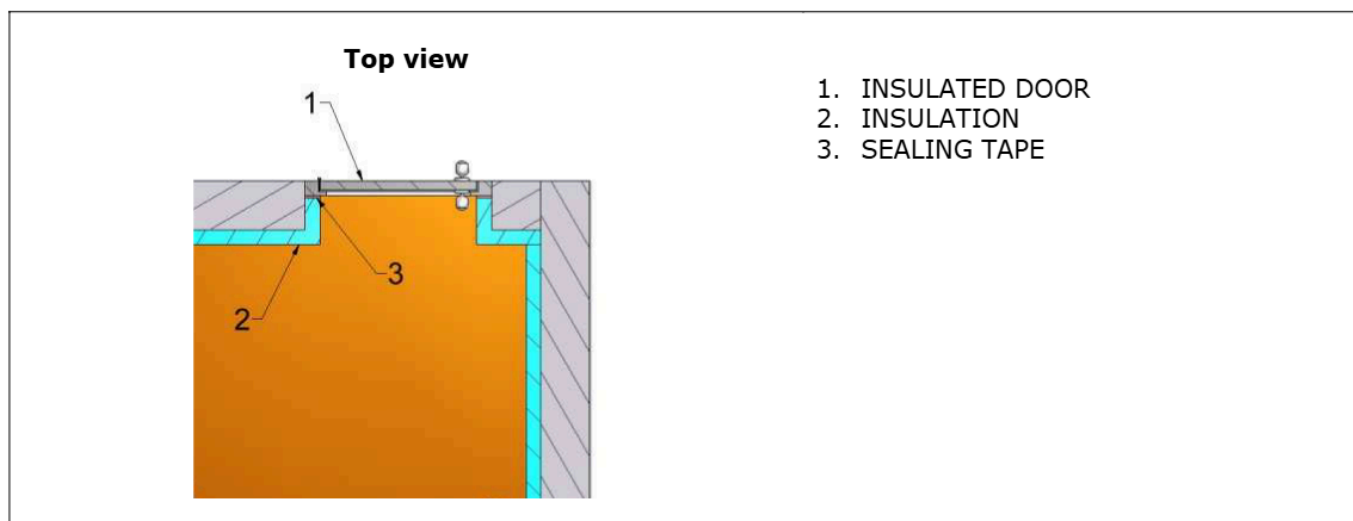 Top view
1
2
3
1. INSULATED DOOR
2. INSULATION
3. SEALING TAPE